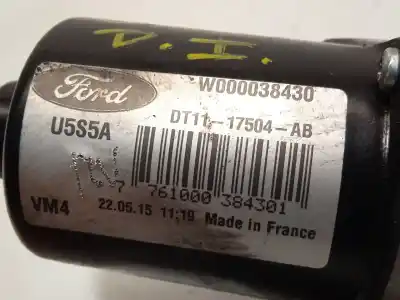 D.I.
Ford
W000038430
U5S5A
DT11-17504-AB
7 761000 384301
VM4
22.05.15 11:19 Made in France